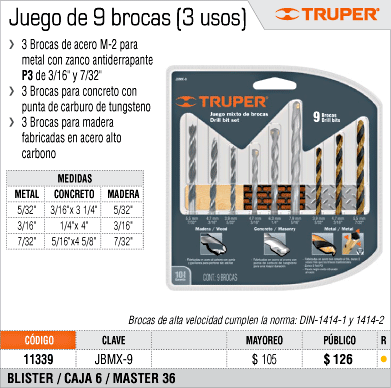 Juego de 9 brocas (3 usos)
TRUPER
3 Brocas de acero M-2 para
metal con zanco antiderrapante
P3 de 3/16" y 7/32"
3 Brocas para concreto con
punta de carburo de tungsteno
3 Brocas para madera
fabricadas en acero alto
carbono
MEDIDAS
METAL CONCRETO MADERA
5/32" 3/16"x 3 1/4" 5/32"
3/16" 1/4"x 4" 3/16"
7/32" 5/16"x4 5/8" 7/32"
JBMX-9
TRUPER
Juego mixto de brocas
Drill bit set
9 Brocas
Drill bits
Madera / Wood
Concreto / Masonry
Metal / Metal
CONT: 9 BROCAS
Brocas de alta velocidad cumplen la norma: DIN-1414-1 y 1414-2
CÓDIGO CLAVE MAYOREO PÚBLICO R
11339 JBMX-9 $ 105 $ 126
BLISTER / CAJA 6 / MASTER 36